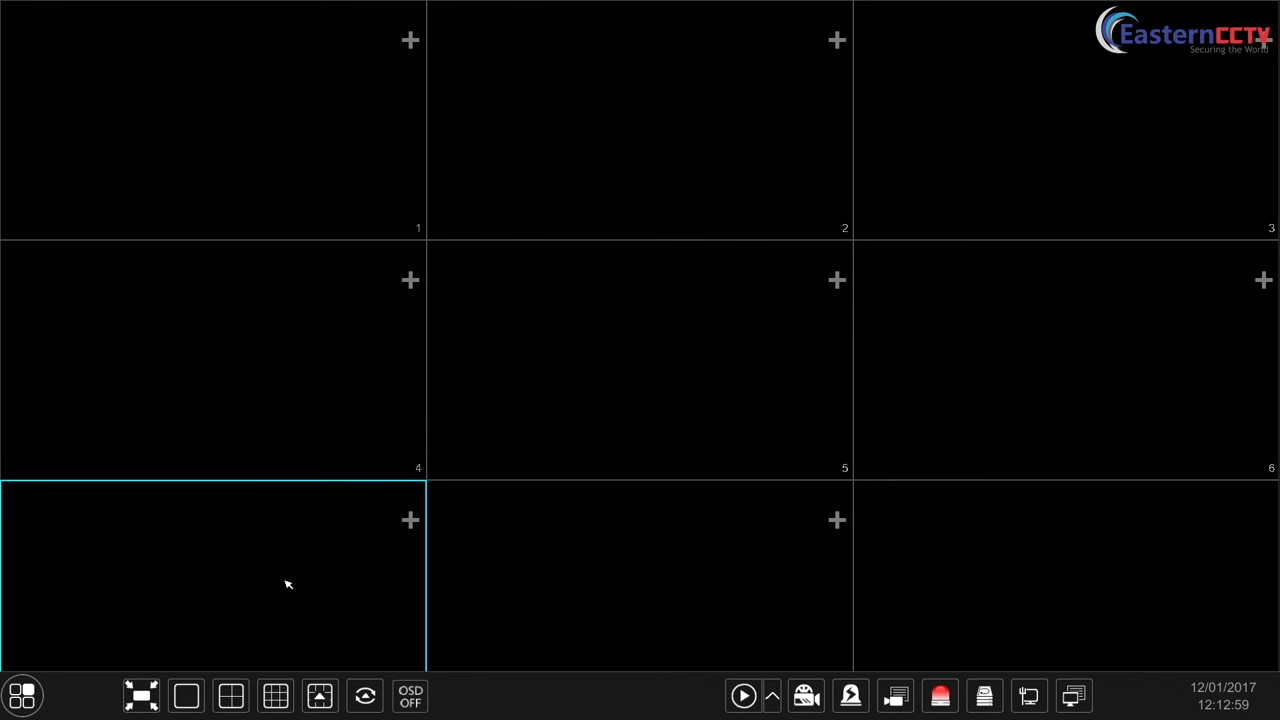 EasternCCTV
Securing the World
1
2
3
4
5
6
OSD
OFF
12/01/2017
12:12:59